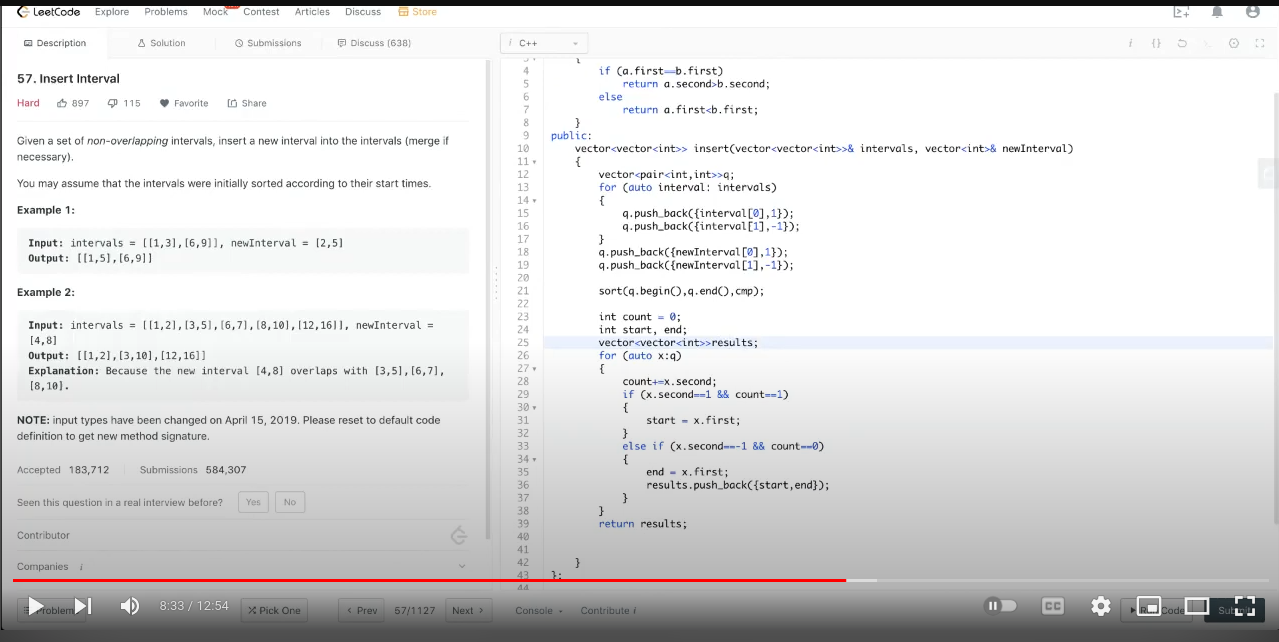 LeetCode Explore Problems Mock Contest Articles Discuss Store
Description Solution Submissions Discuss (638)
57. Insert Interval
Hard 897 115 Favorite Share
Given a set of non-overlapping intervals, insert a new interval into the intervals (merge if
necessary).
You may assume that the intervals were initially sorted according to their start times.
Example 1:
Input: intervals = [[1,3],[6,9]], newInterval = [2,5]
Output: [[1,5],[6,9]]
Example 2:
Input: intervals = [[1,2],[3,5],[6,7],[8,10],[12,16]], newInterval =
[4,8]
Output: [[1,2],[3,10],[12,16]]
Explanation: Because the new interval [4,8] overlaps with [3,5],[6,7],
[8,10].
NOTE: input types have been changed on April 15, 2019. Please reset to default code
definition to get new method signature.
Accepted 183,712 Submissions 584,307
Seen this question in a real interview before? Yes No
Contributor
Companies i
C++ i {}
3 {
4 if (a.first==b.first)
5 return a.second>b.second;
6 else
7 return a.first<b.first;
8 }
9 public:
10 vector<vector<int>> insert(vector<vector<int>>& intervals, vector<int>& newInterval)
11 {
12 vector<pair<int,int>>q;
13 for (auto interval: intervals)
14 {
15 q.push_back({interval[0],1});
16 q.push_back({interval[1],-1});
17 }
18 q.push_back({newInterval[0],1});
19 q.push_back({newInterval[1],-1});
20
21 sort(q.begin(),q.end(),cmp);
22
23 int count = 0;
24 int start, end;
25 vector<vector<int>>results;
26 for (auto x:q)
27 {
28 count+=x.second;
29 if (x.second==1 && count==1)
30 {
31 start = x.first;
32 }
33 else if (x.second==-1 && count==0)
34 {
35 end = x.first;
36 results.push_back({start,end});
37 }
38 }
39 return results;
40
41
42 }
43 };
44
8:33 / 12:54 Problem Pick One Prev 57/1127 Next Console Contribute i CC Run Code Submit